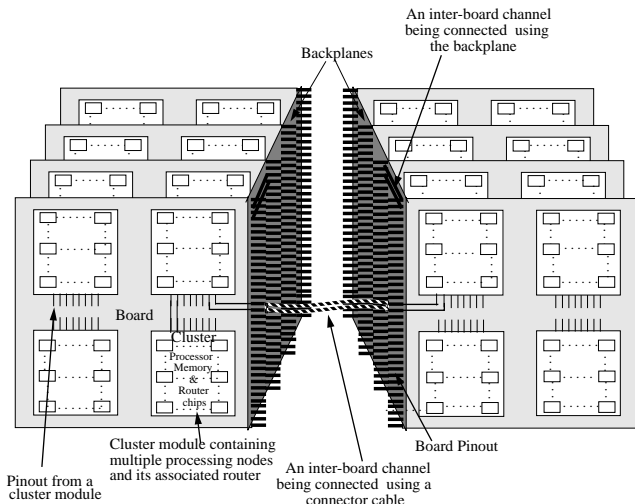 An inter-board channel
being connected using
the backplane
Backplanes
Board
Cluster
Processor
Memory
&
Router
chips
Cluster module containing
multiple processing nodes
and its associated router
Pinout from a
cluster module
An inter-board channel
being connected using a
connector cable
Board Pinout